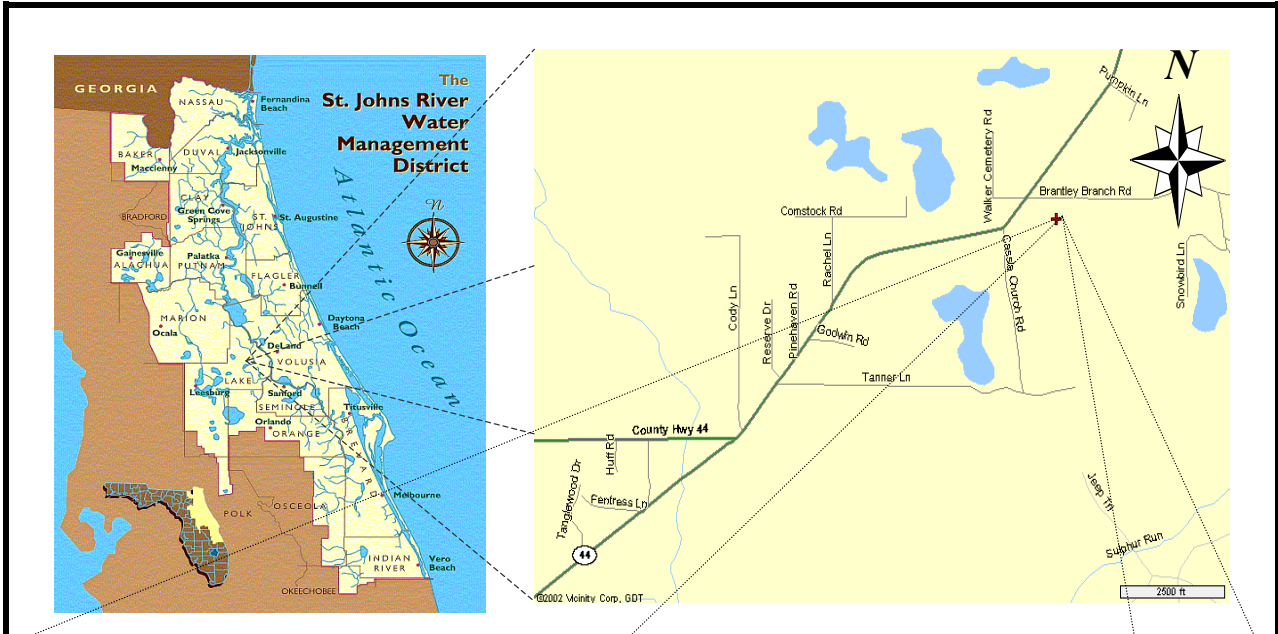 GEORGIA
The
St. Johns River
Water
Management
District
NASSAU
Fernandina
Beach
BAKER
Macclenny
DUVAL
Jacksonville
CLAY
Green Cove
Springs
BRADFORD
ST.
JOHNS
St. Augustine
n
Gainesville
ALACHUA
Palatka
PUTNAM
FLAGLER
Bunnell
Atlantic Ocean
MARION
Ocala
Daytona
Beach
DeLand
VOLUSIA
LAKE
Leesburg
Sanford
SEMINOLE
Titusville
Orlando
ORANGE
BREVARD
Melbourne
POLK
OSCEOLA
INDIAN
RIVER
Vero
Beach
OKEECHOBEE
N
Pumpkin Ln
Walker Cemetery Rd
Brantley Branch Rd
Comstock Rd
Rachel Ln
Cassia Church Rd
Snowbird Ln
Cody Ln
Reserve Dr
Pinehaven Rd
Godwin Rd
Tanner Ln
County Hwy 44
Huff Rd
Tanglewood Dr
Fentress Ln
44
Jeep Trl
Sulphur Run
2500 ft
©2002 Vicinity Corp, GDT